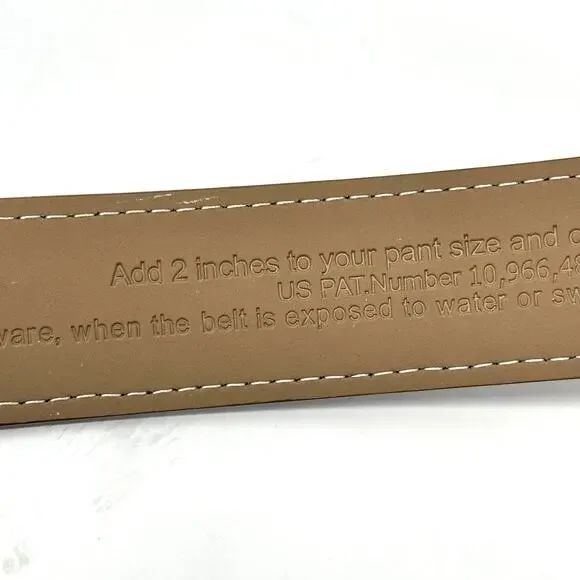 Add 2 inches to your pant size and
US PAT.Number 10,966,48
ware, when the belt is exposed to water or sw